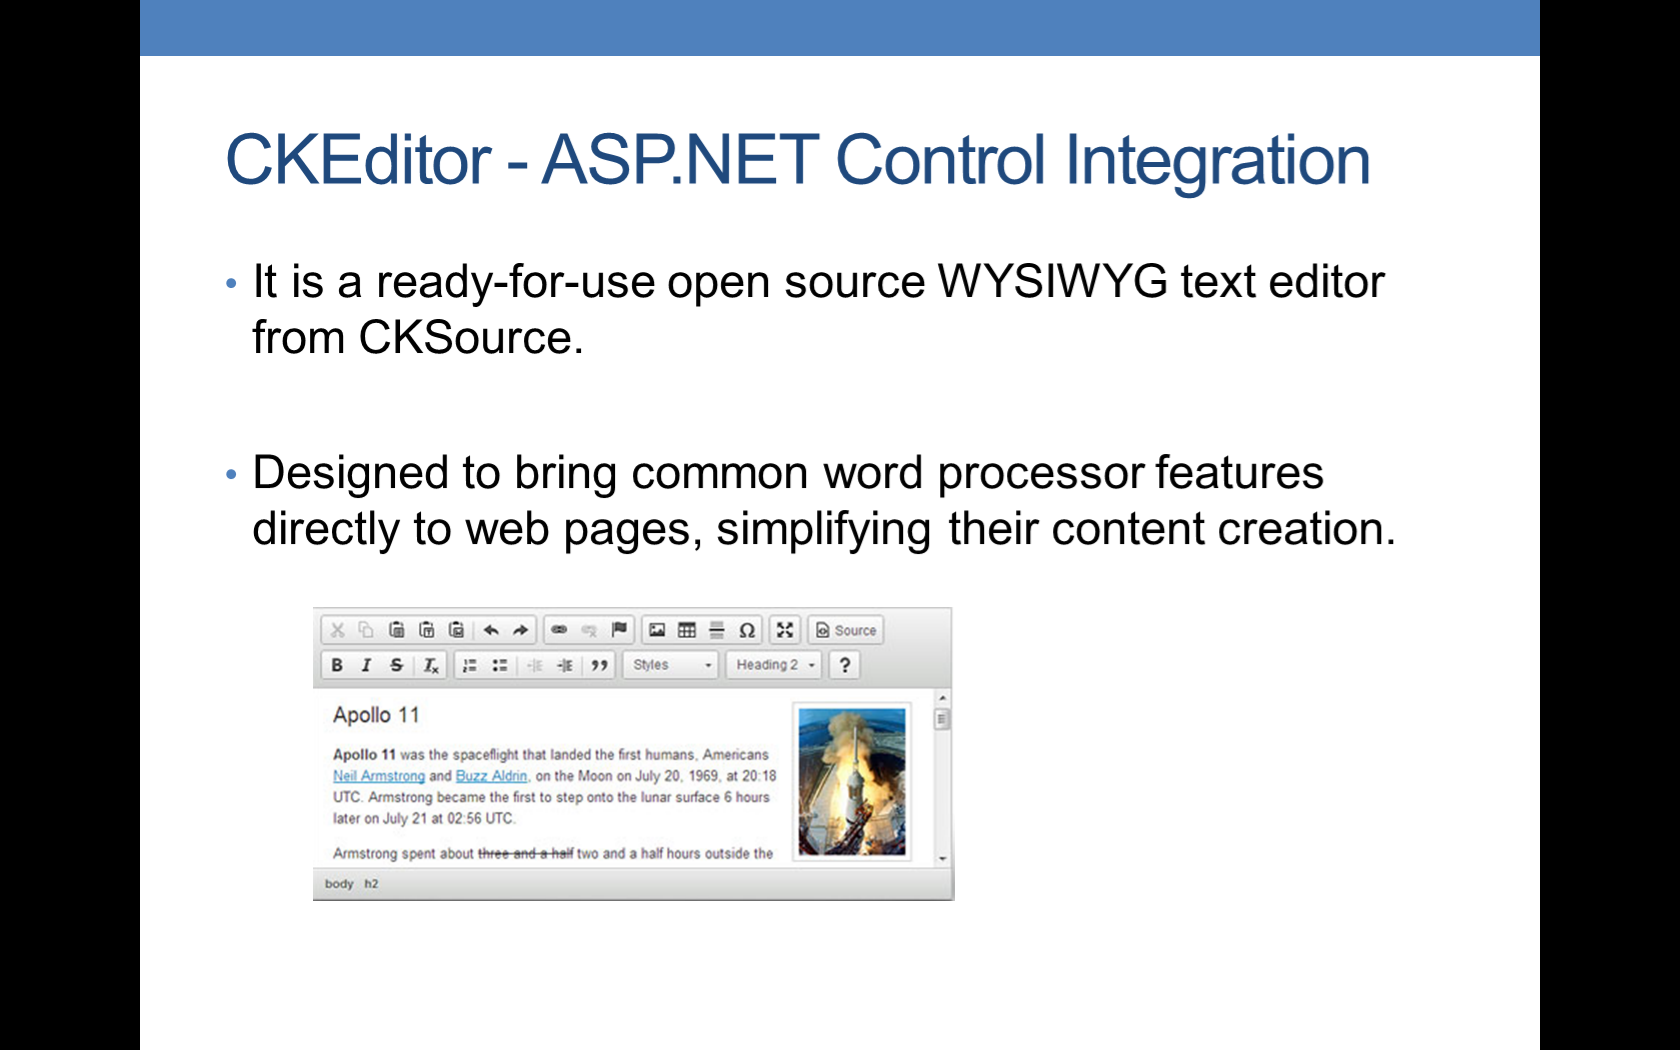 CKEditor - ASP.NET Control Integration
• It is a ready-for-use open source WYSIWYG text editor
from CKSource.
• Designed to bring common word processor features
directly to web pages, simplifying their content creation.
Source
B I S Tx Styles Heading 2 ?
Apollo 11
Apollo 11 was the spaceflight that landed the first humans, Americans
Neil Armstrong and Buzz Aldrin, on the Moon on July 20, 1969, at 20:18
UTC. Armstrong became the first to step onto the lunar surface 6 hours
later on July 21 at 02:56 UTC.
Armstrong spent about three and a half two and a half hours outside the
body h2